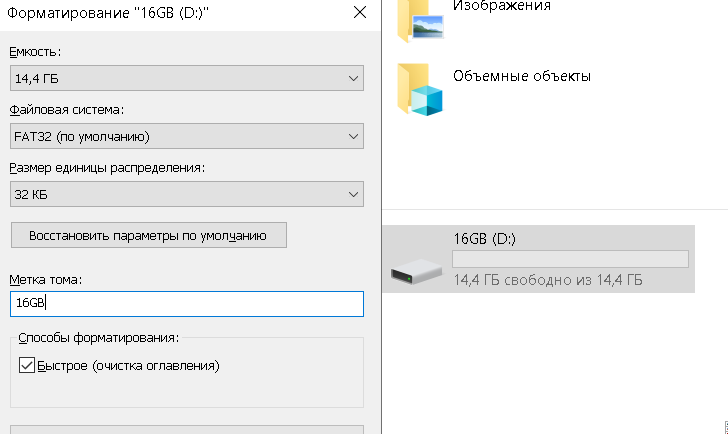 Форматирование "16GB (D:)"
Емкость:
14,4 ГБ
Файловая система:
FAT32 (по умолчанию)
Размер единицы распределения:
32 КБ
Восстановить параметры по умолчанию
Метка тома:
16GB
Способы форматирования:
Быстрое (очистка оглавления)
Изображения
Объемные объекты
16GB (D:)
14,4 ГБ свободно из 14,4 ГБ